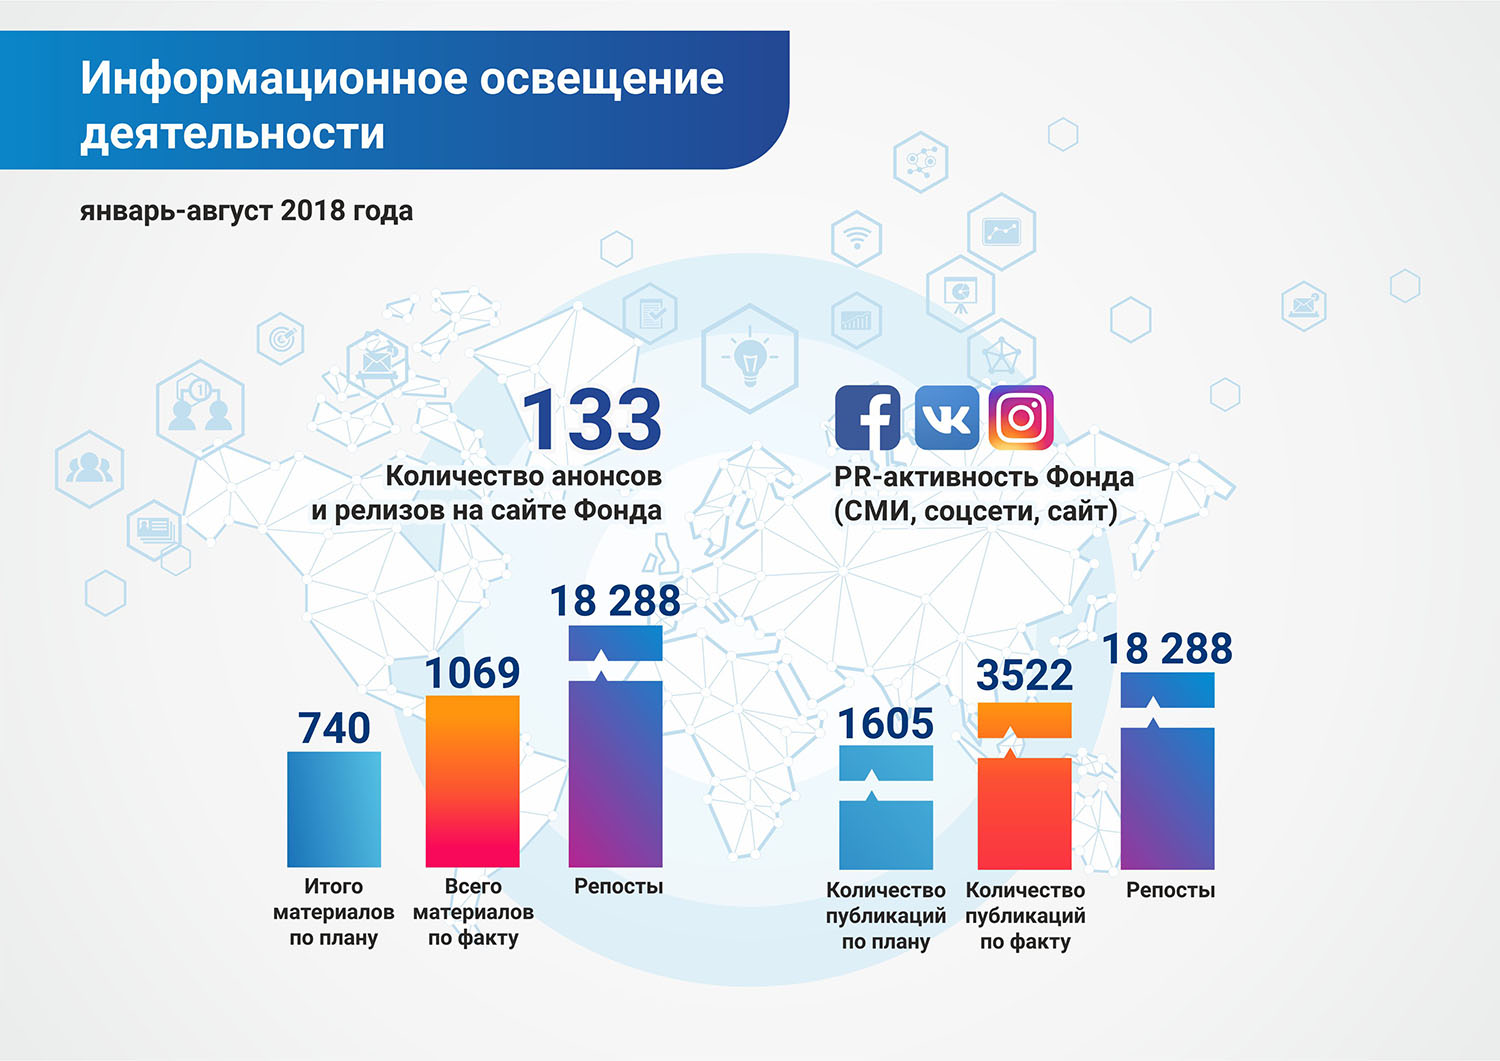 Информационное освещение
деятельности
январь-август 2018 года
1
133
Количество анонсов
и релизов на сайте Фонда
PR-активность Фонда
(СМИ, соцсети, сайт)
740
1069
18 288
Итого
материалов
по плану
Всего
материалов
по факту
Репосты
1605
3522
18 288
Количество
публикаций
по плану
Количество
публикаций
по факту
Репосты